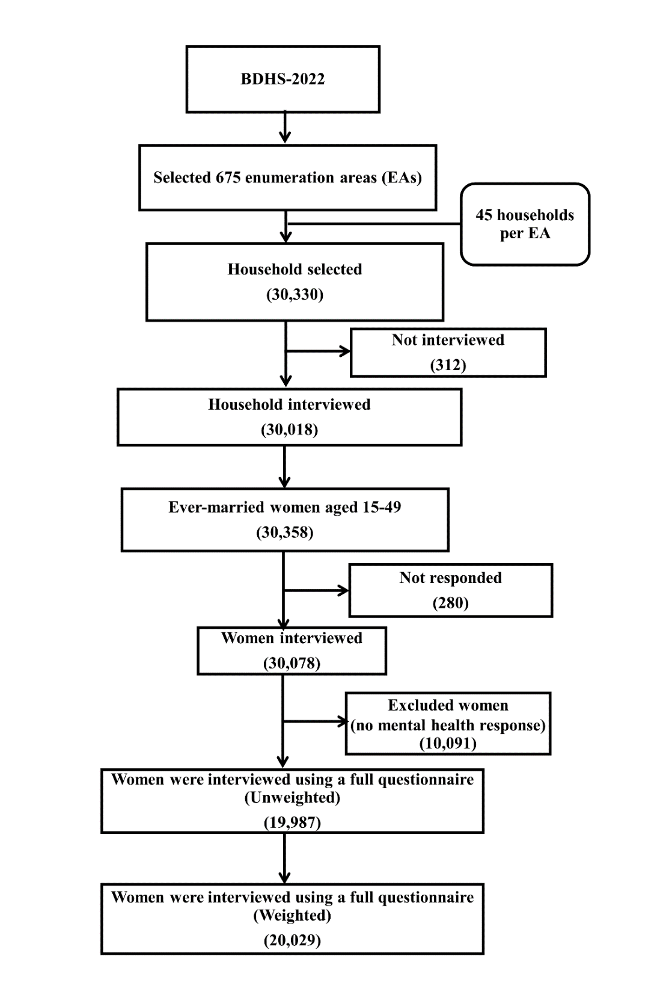 BDHS-2022
Selected 675 enumeration areas (EAs)
45 households
per EA
Household selected
(30,330)
Not interviewed
(312)
Household interviewed
(30,018)
Ever-married women aged 15-49
(30,358)
Not responded
(280)
Women interviewed
(30,078)
Excluded women
(no mental health response)
(10,091)
Women were interviewed using a full questionnaire
(Unweighted)
(19,987)
Women were interviewed using a full questionnaire
(Weighted)
(20,029)